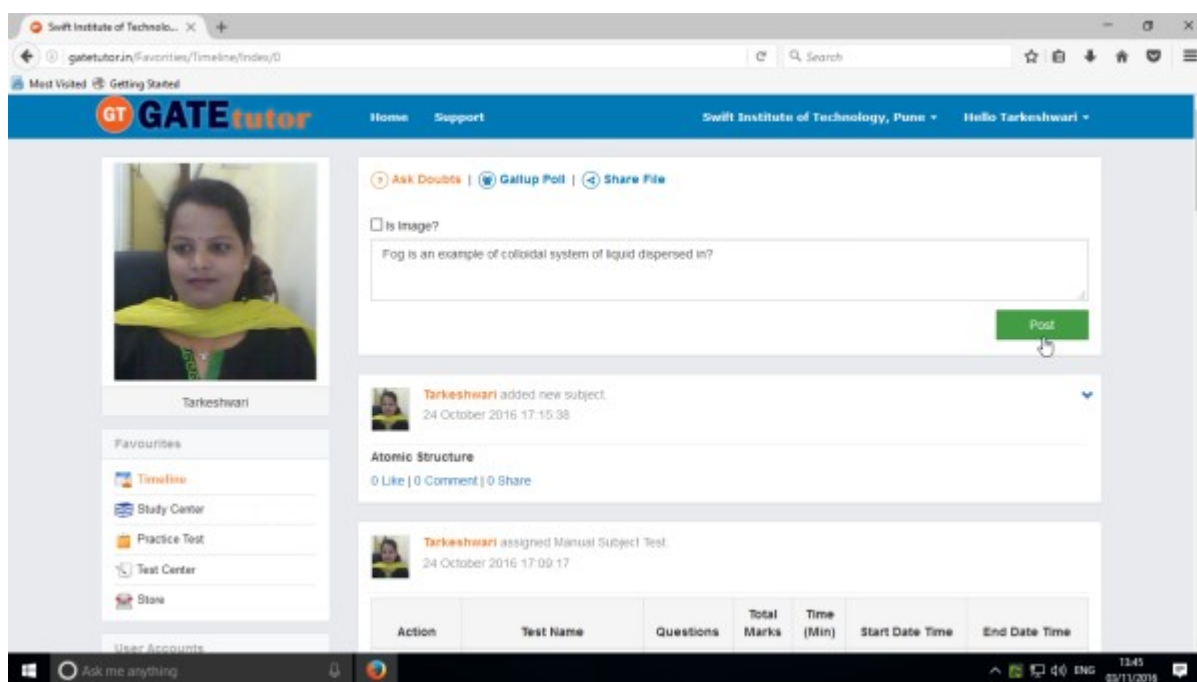 Swift Institute of Technolo...
gatetutor.in/Favorities/Timeline/Index/0
Search
Most Visited Getting Started
GT GATEtutor Home Support Swift Institute of Technology, Pune Hello Tarkeshwari
Ask Doubts | Gallup Poll | Share File
Is Image?
Fog is an example of colloidal system of liquid dispersed in?
Post
Tarkeshwari
Favourites
Timeline
Study Center
Practice Test
Test Center
Store
User Accounts
Tarkeshwari added new subject.
24 October 2016 17:15:38
Atomic Structure
0 Like | 0 Comment | 0 Share
Tarkeshwari assigned Manual Subject Test.
24 October 2016 17:09:17
Action Test Name Questions Total Marks Time (Min) Start Date Time End Date Time
Ask me anything
ENG
13:45
03/11/2016